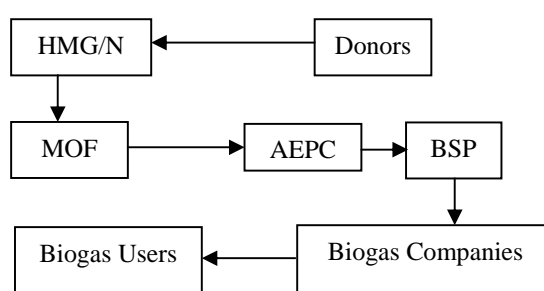 HMG/N
Donors
MOF
AEPC
BSP
Biogas Users
Biogas Companies